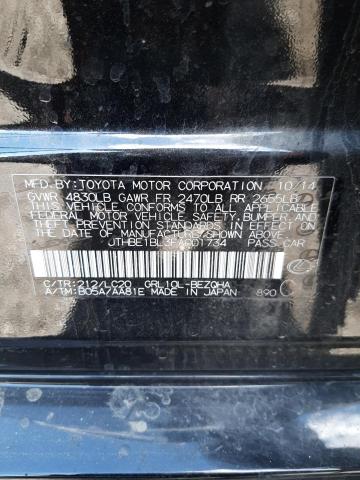 MFD. BY: TOYOTA MOTOR CORPORATION 10/14
GVWR 4830LB GAWR FR 2470LB RR 2655LB
THIS VEHICLE CONFORMS TO ALL APPLICABLE
FEDERAL MOTOR VEHICLE SAFETY, BUMPER, AND
THEFT PREVENTION STANDARDS IN EFFECT ON
THE DATE OF MANUFACTURE SHOWN ABOVE.
JTHBE1BL3FA001734 PASS. CAR
C/TR:212/LC20 GRL10L-BEZQHA
A/TM:B05A/AA81E MADE IN JAPAN 890 C